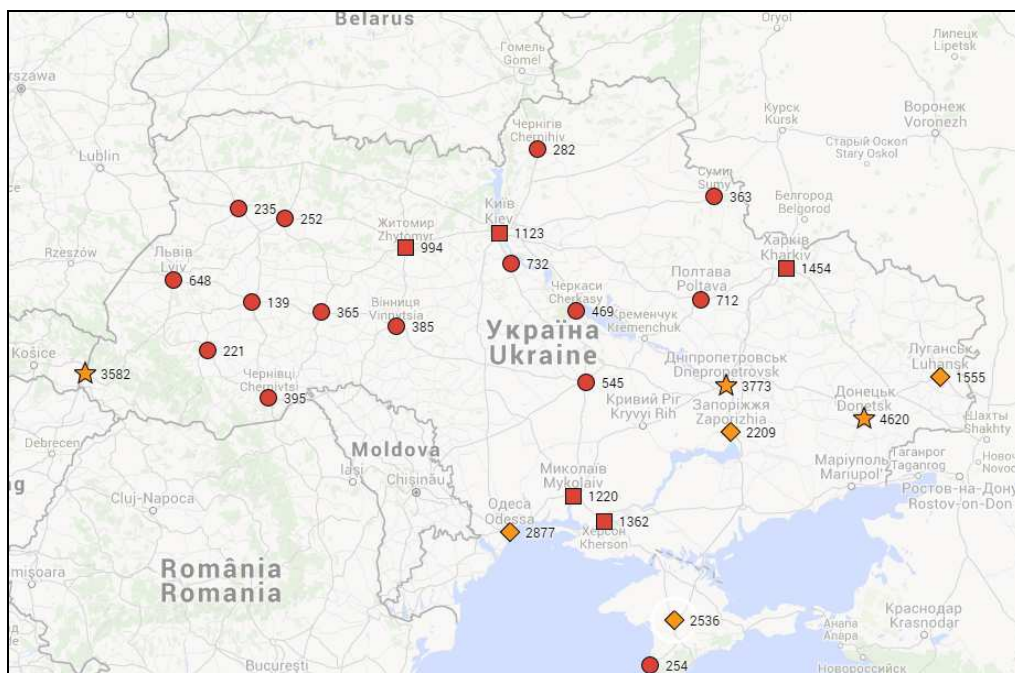 Belarus
Гомель
Gomel
Орёл
Oryol
Липецк
Lipetsk
Курск
Kursk
Воронеж
Voronezh
Чернігів
Chernihiv
282
Старый Оскол
Stary Oskol
Lublin
Суми
Sumy
363
Белгород
Belgorod
235
252
Київ
Kiev
1123
Житомир
Zhytomyr
994
Харків
Kharkiv
1454
Rzeszów
Львів
Lviv
648
732
Полтава
Poltava
712
139
365
Вінниця
Vinnytsia
385
Черкаси
Cherkasy
469
Кременчук
Kremenchuk
Україна
Ukraine
221
Košice
3582
Чернівці
Chernivtsi
395
Дніпропетровськ
Dnepropetrovsk
3773
Луганськ
Luhansk
1555
545
Кривий Ріг
Kryvyi Rih
Запоріжжя
Zaporizhia
2209
Донецьк
Donetsk
4620
Шахты
Shakhty
Debrecen
Moldova
Iași
Chișinău
Маріуполь
Mariupol'
Таганрог
Taganrog
Ростов-на-Дону
Rostov-on-Don
Cluj-Napoca
Миколаїв
Mykolaiv
1220
Одеса
Odessa
2877
Херсон
Kherson
1362
România
Romania
2536
Анапа
Anapa
Краснодар
Krasnodar
București
254
Новороссийск